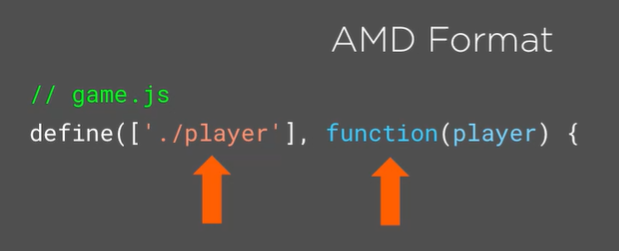 AMD Format
// game.js
define(['./player'], function(player) {